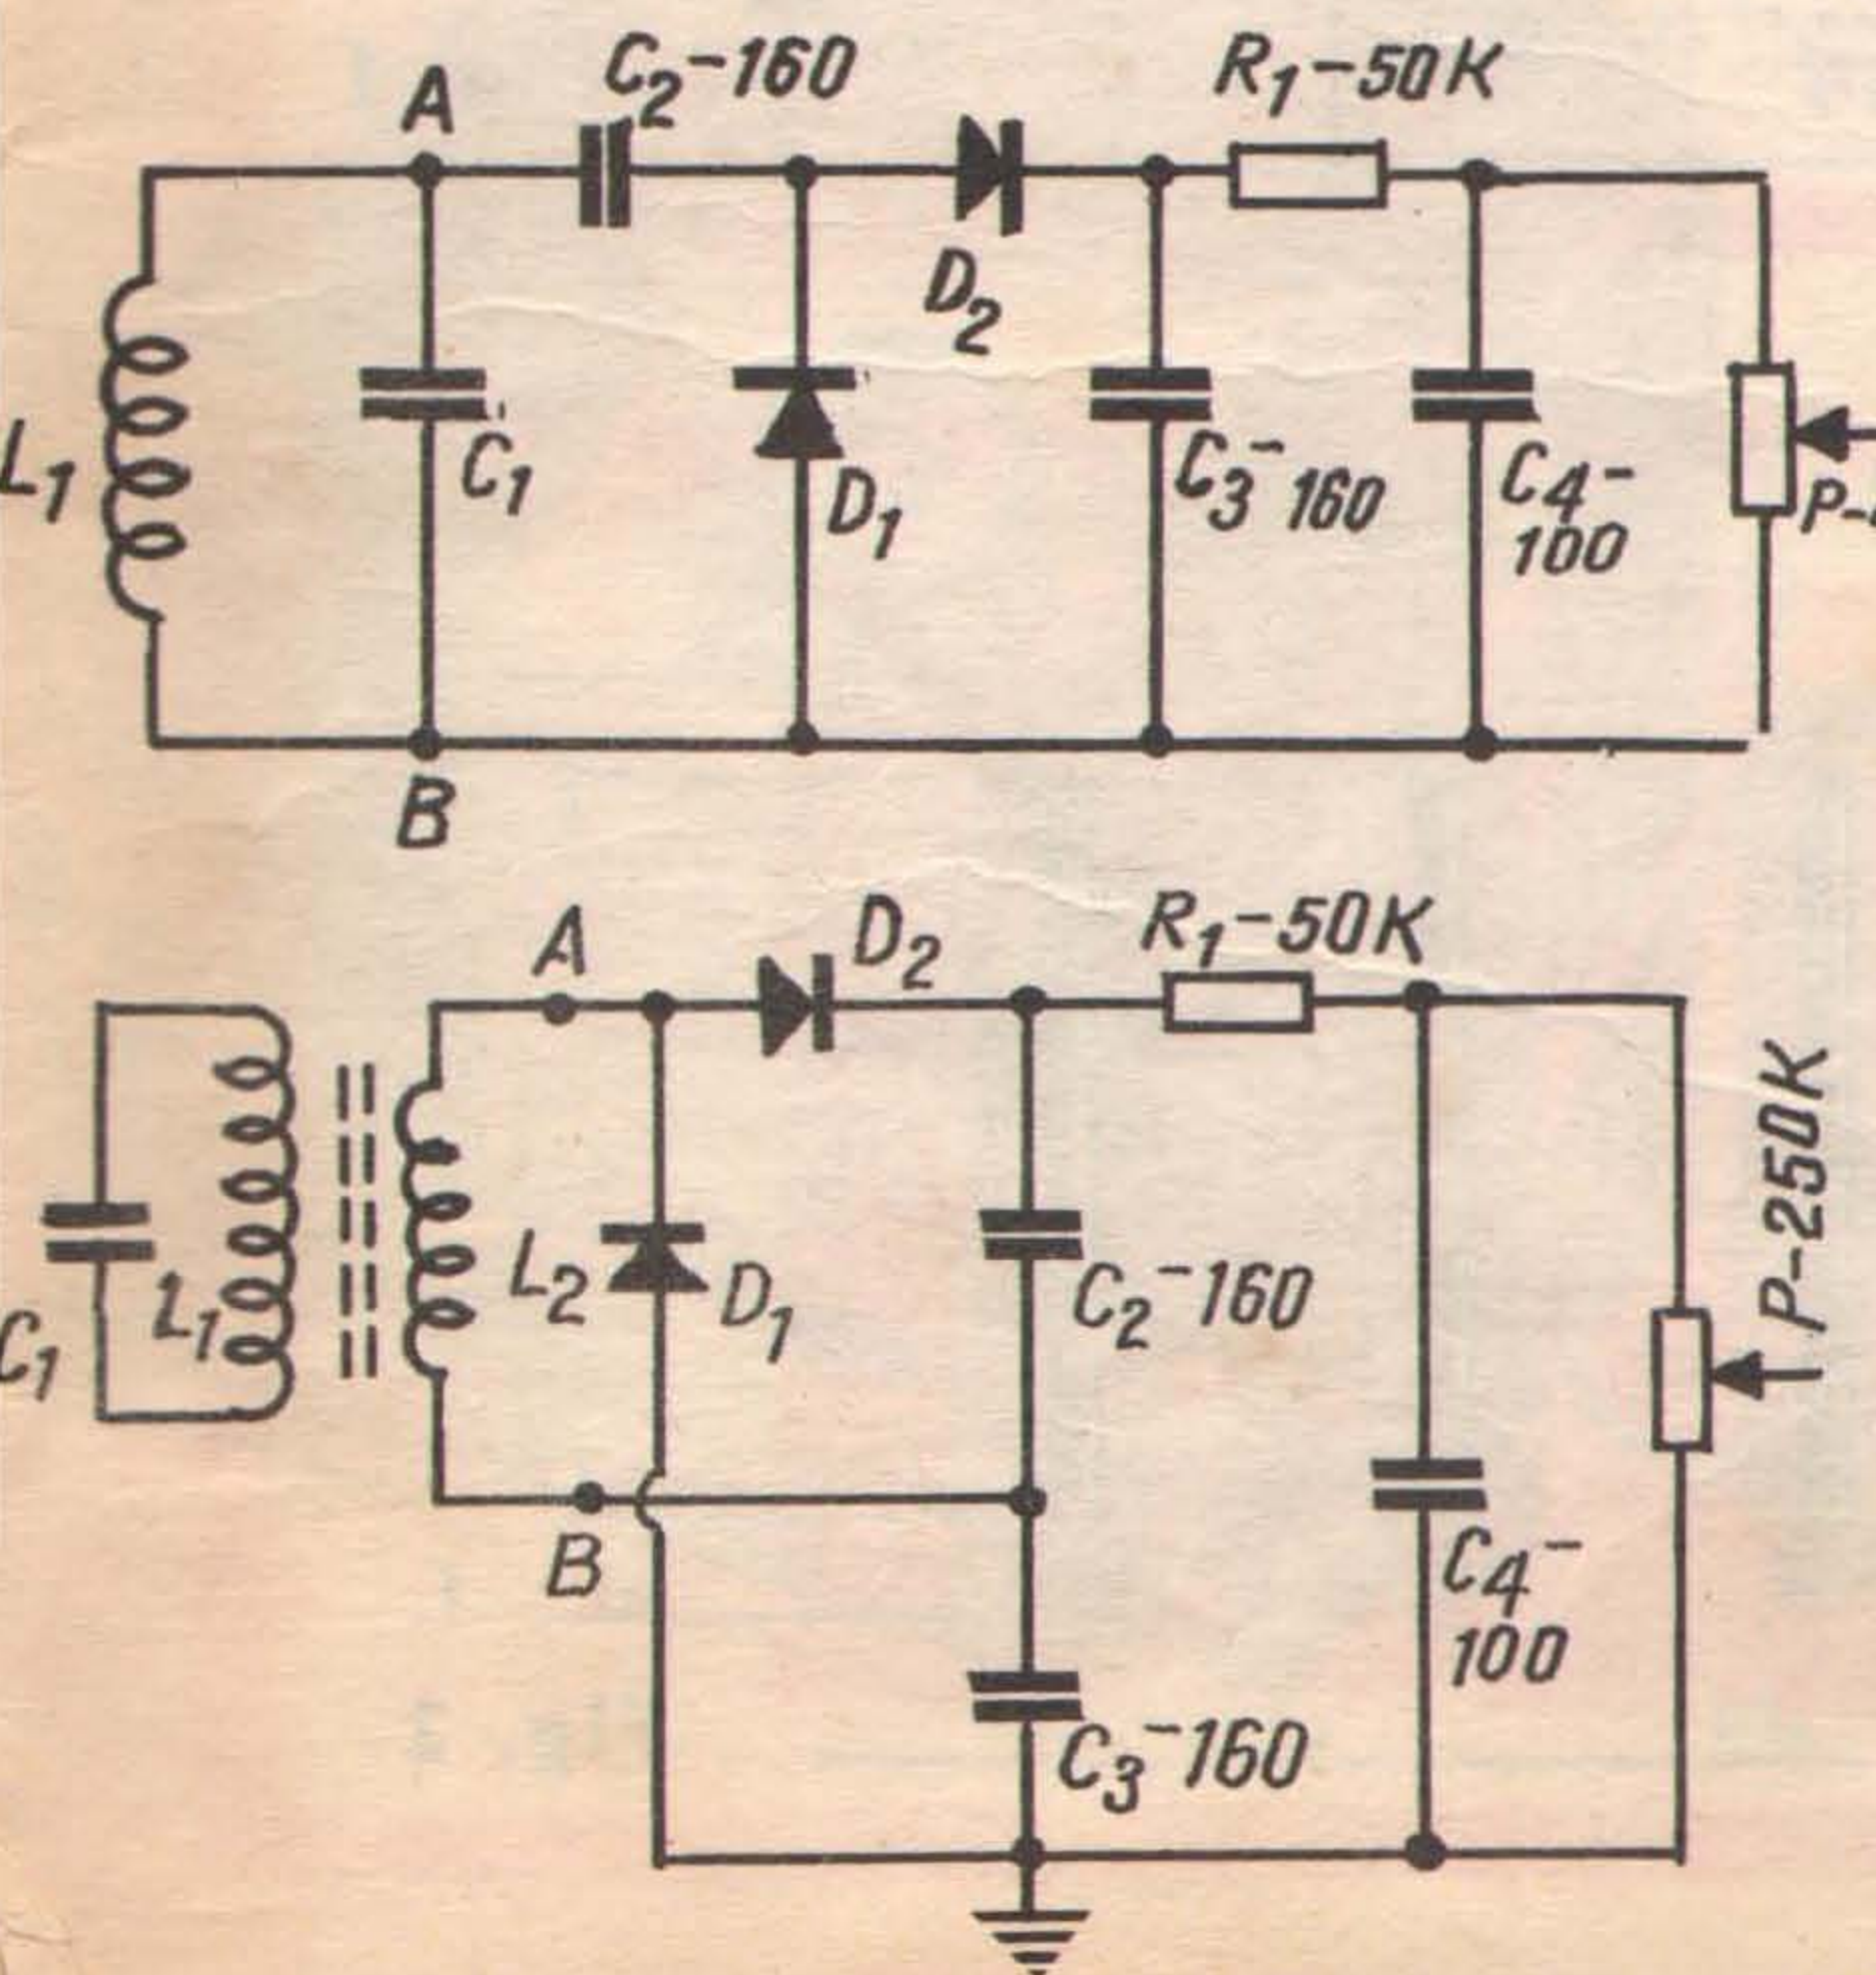 A
C2-160
R1-50K
D2
L1
C1
D1
C3-160
C4-
100
P-
B
A
D2
R1-50K
P-250K
L2
D1
C2-160
L1
C1
B
C4-
100
C3-160